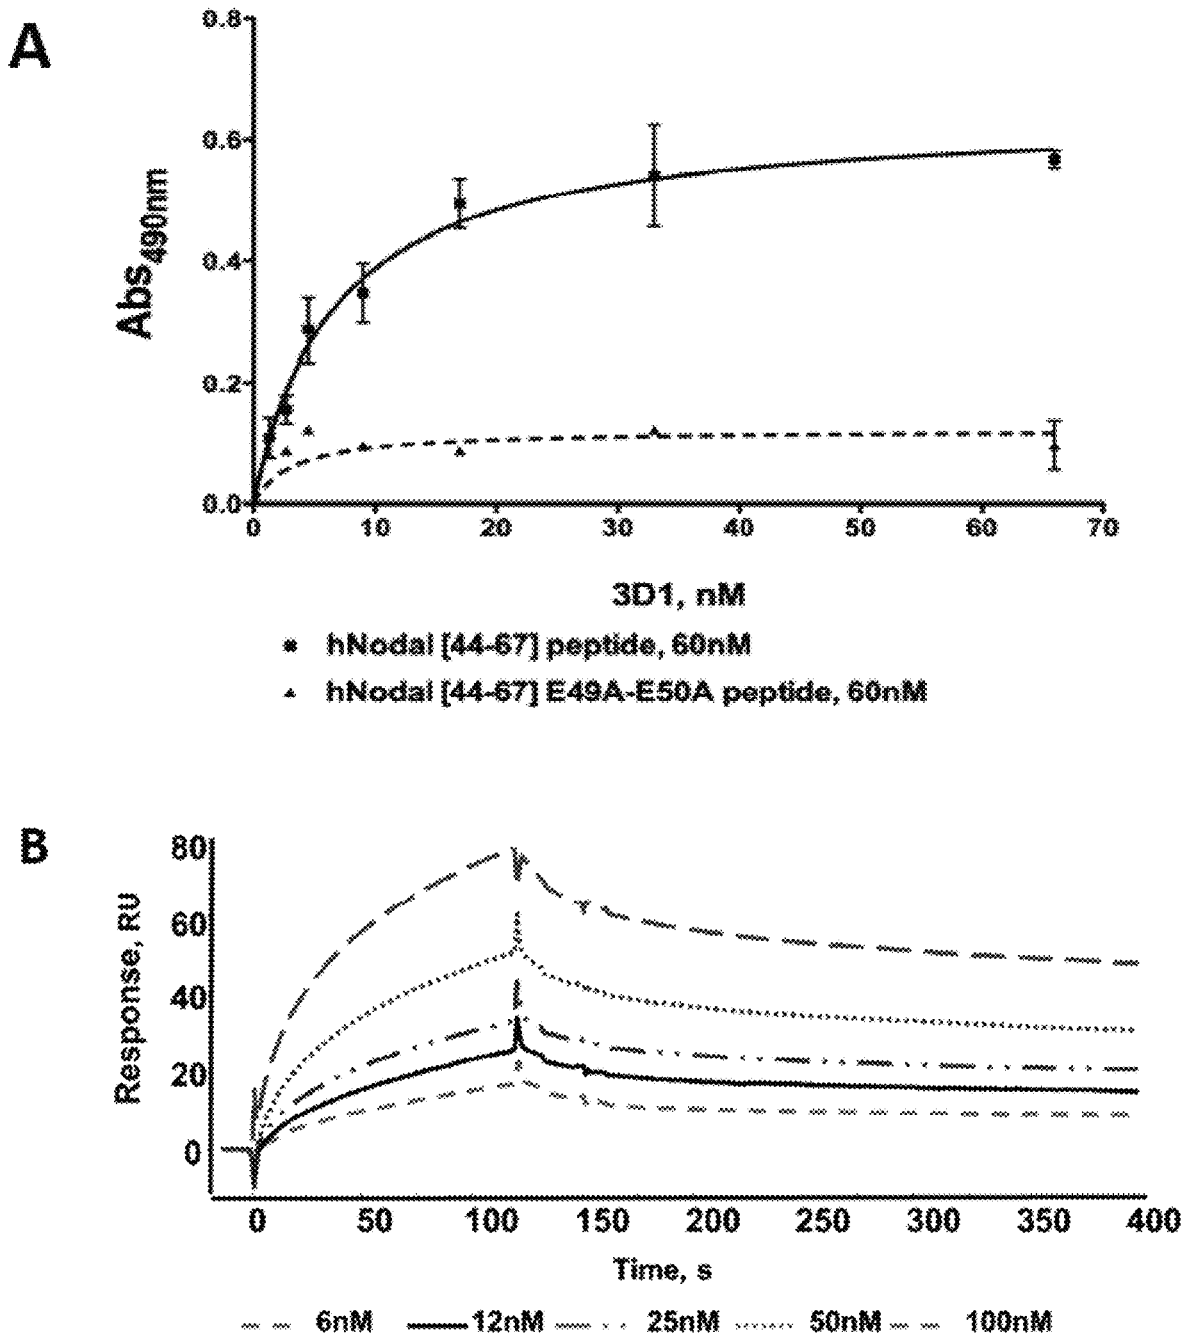 A
0.8
0.6
0.4
0.2
0.0
Abs490nm
0 10 20 30 40 50 60 70
3D1, nM
hNodal [44-67] peptide, 60nM
hNodal [44-67] E49A-E50A peptide, 60nM
B
80
60
40
20
0
Response, RU
0 50 100 150 200 250 300 350 400
Time, s
6nM 12nM 25nM 50nM 100nM